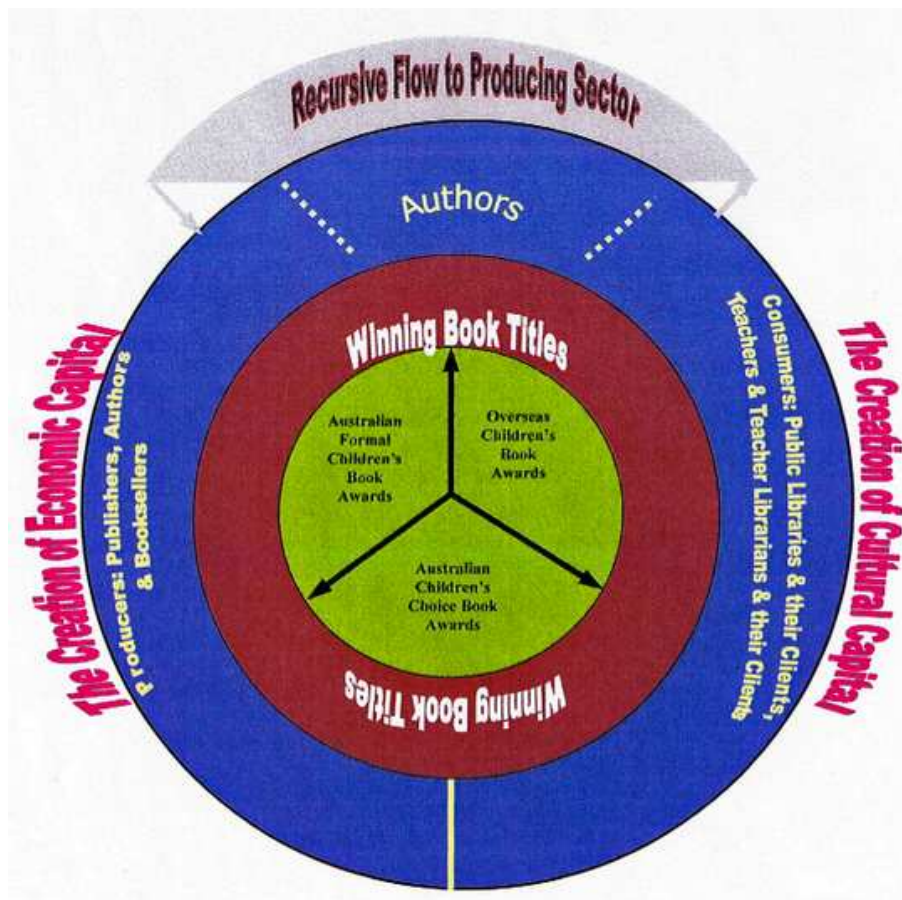 Recursive Flow to Producing Sector
Authors
Winning Book Titles
Australian
Formal
Children's
Book
Awards
Overseas
Children's
Book
Awards
Australian
Children's
Choice Book
Awards
Winning Book Titles
The Creation of Economic Capital
Producers: Publishers, Authors
& Booksellers
Consumers: Public Libraries & their Clients,
Teachers & Teacher Librarians & their Clients
The Creation of Cultural Capital